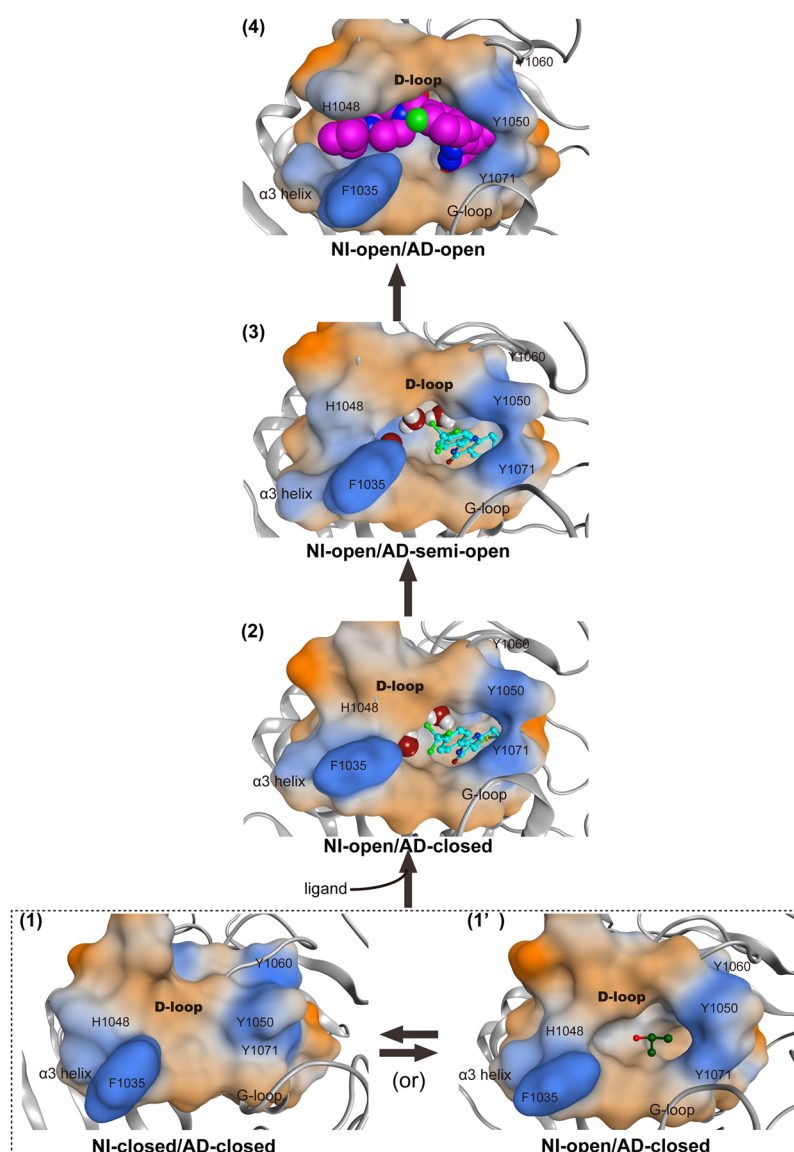 (4)
Y1060
D-loop
H1048
Y1050
Y1071
α3 helix
F1035
G-loop
NI-open/AD-open
(3)
Y1060
D-loop
H1048
Y1050
Y1071
F1035
α3 helix
G-loop
NI-open/AD-semi-open
(2)
Y1060
D-loop
Y1050
H1048
Y1071
F1035
α3 helix
G-loop
NI-open/AD-closed
ligand
(1)
Y1060
D-loop
H1048
Y1050
Y1071
α3 helix
F1035
G-loop
NI-closed/AD-closed
(or)
(1’ )
Y1060
D-loop
Y1050
H1048
α3 helix
Y1071
F1035
G-loop
NI-open/AD-closed